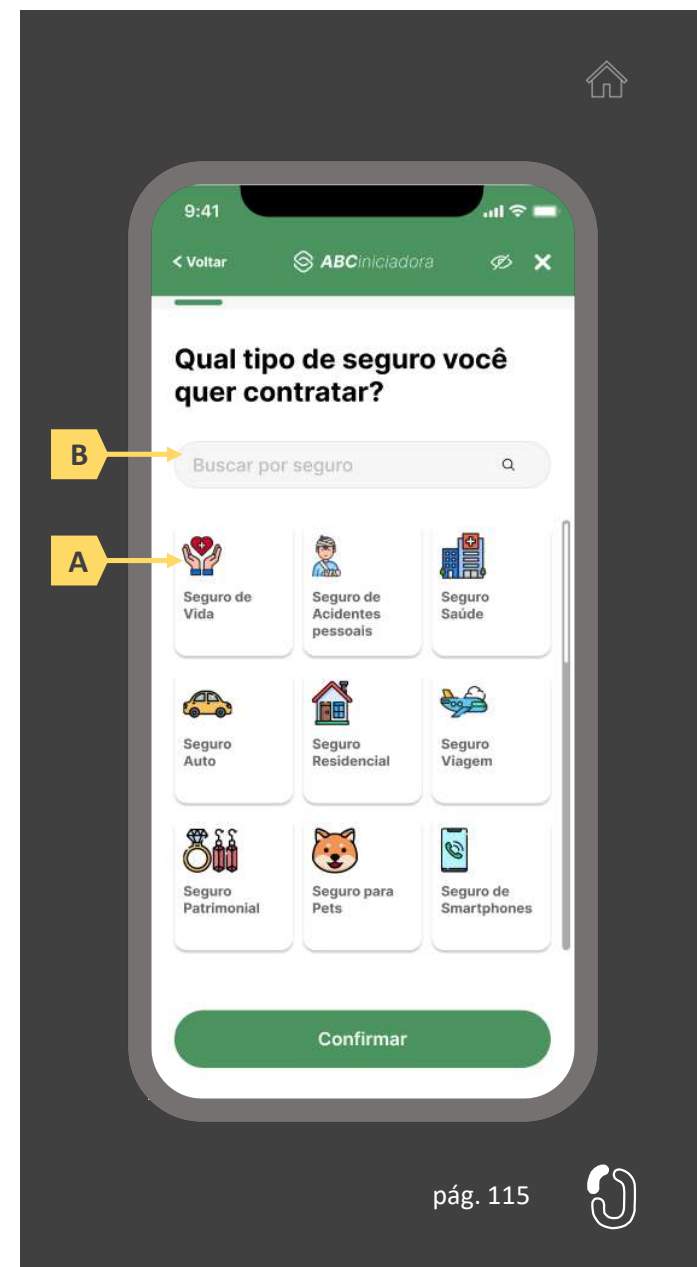 9:41
< Voltar
ABCiniciadora
Qual tipo de seguro você
quer contratar?
B
Buscar por seguro
A
Seguro de
Vida
Seguro de
Acidentes
pessoais
Seguro
Saúde
Seguro
Auto
Seguro
Residencial
Seguro
Viagem
Seguro
Patrimonial
Seguro para
Pets
Seguro de
Smartphones
Confirmar
pág. 115